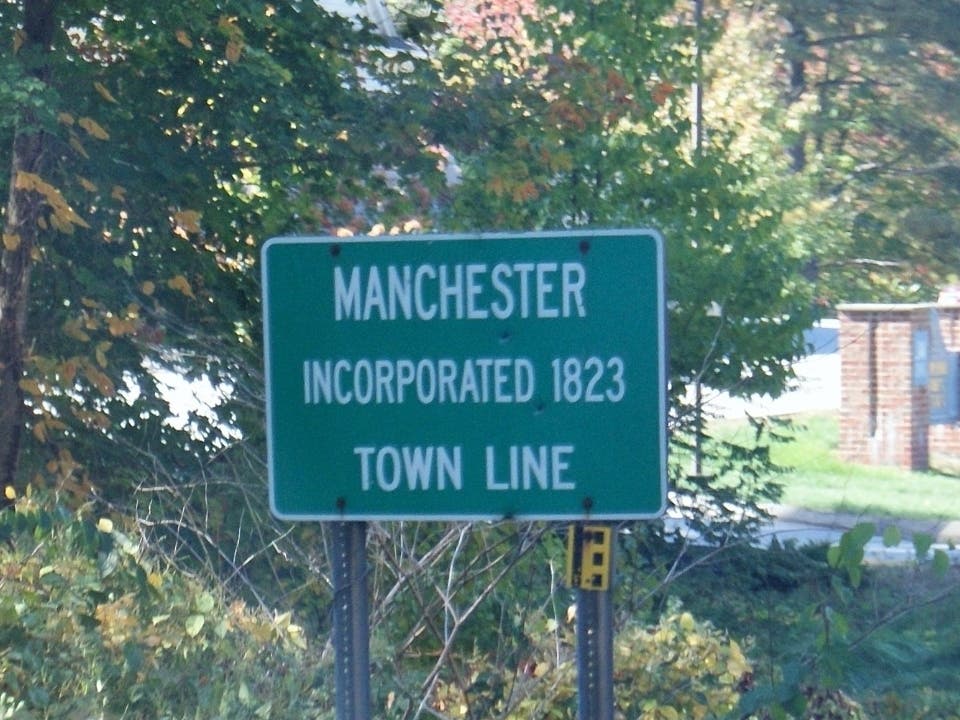 MANCHESTER
INCORPORATED 1823
TOWN LINE